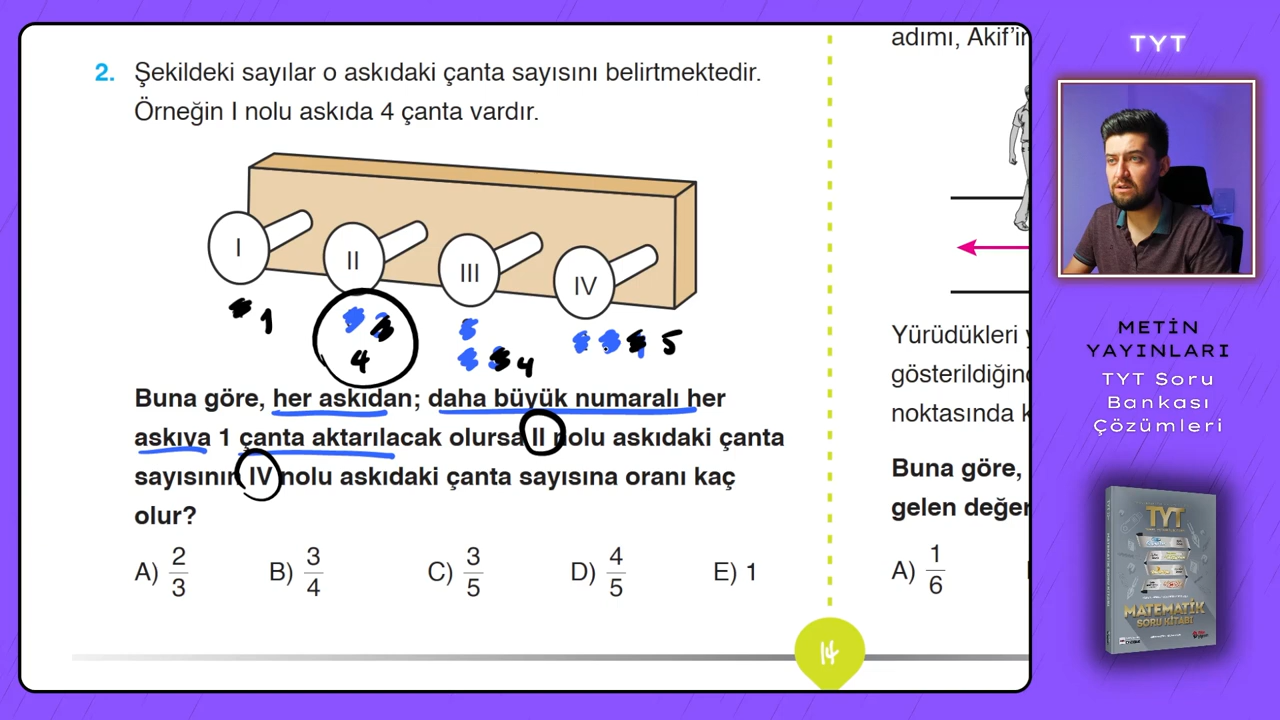 2. Şekildeki sayılar o askıdaki çanta sayısını belirtmektedir.
Örneğin I nolu askıda 4 çanta vardır.
I
II
III
IV
1
4
4
5
Buna göre, her askıdan; daha büyük numaralı her
askıya 1 çanta aktarılacak olursa II nolu askıdaki çanta
sayısının IV nolu askıdaki çanta sayısına oranı kaç
olur?
A) 2/3 B) 3/4 C) 3/5 D) 4/5 E) 1
14
adımı, Akif'in
Yürüdükleri
gösterildiğind
Buna göre,
gelen değer
A) 1/6
TYT
METİN
YAYINLARI
TYT Soru
Bankası
Çözümleri
TYT
MATEMATİK
SORU KİTABI